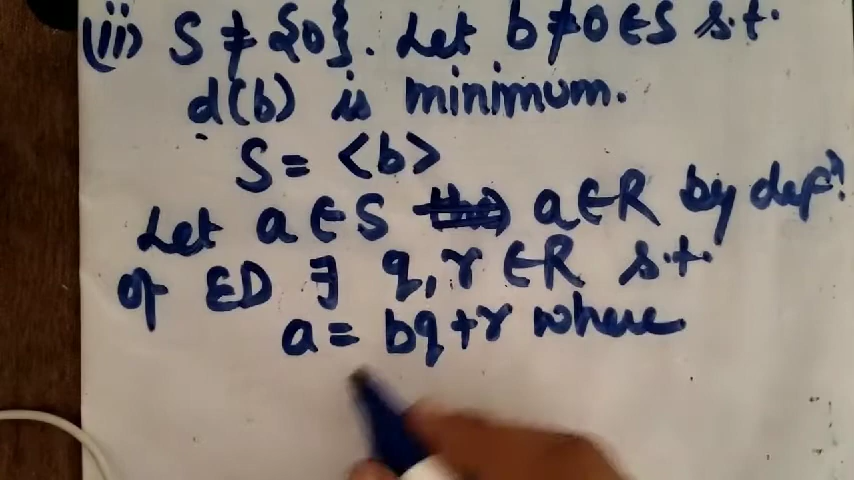 (ii) S ≠ {0}. Let b ≠ 0 ∈ S s.t.
d(b) is minimum.
S = <b>
Let a ∈ S a ∈ R by defn
of ED ∃ q, r ∈ R s.t.
a = bq + r where